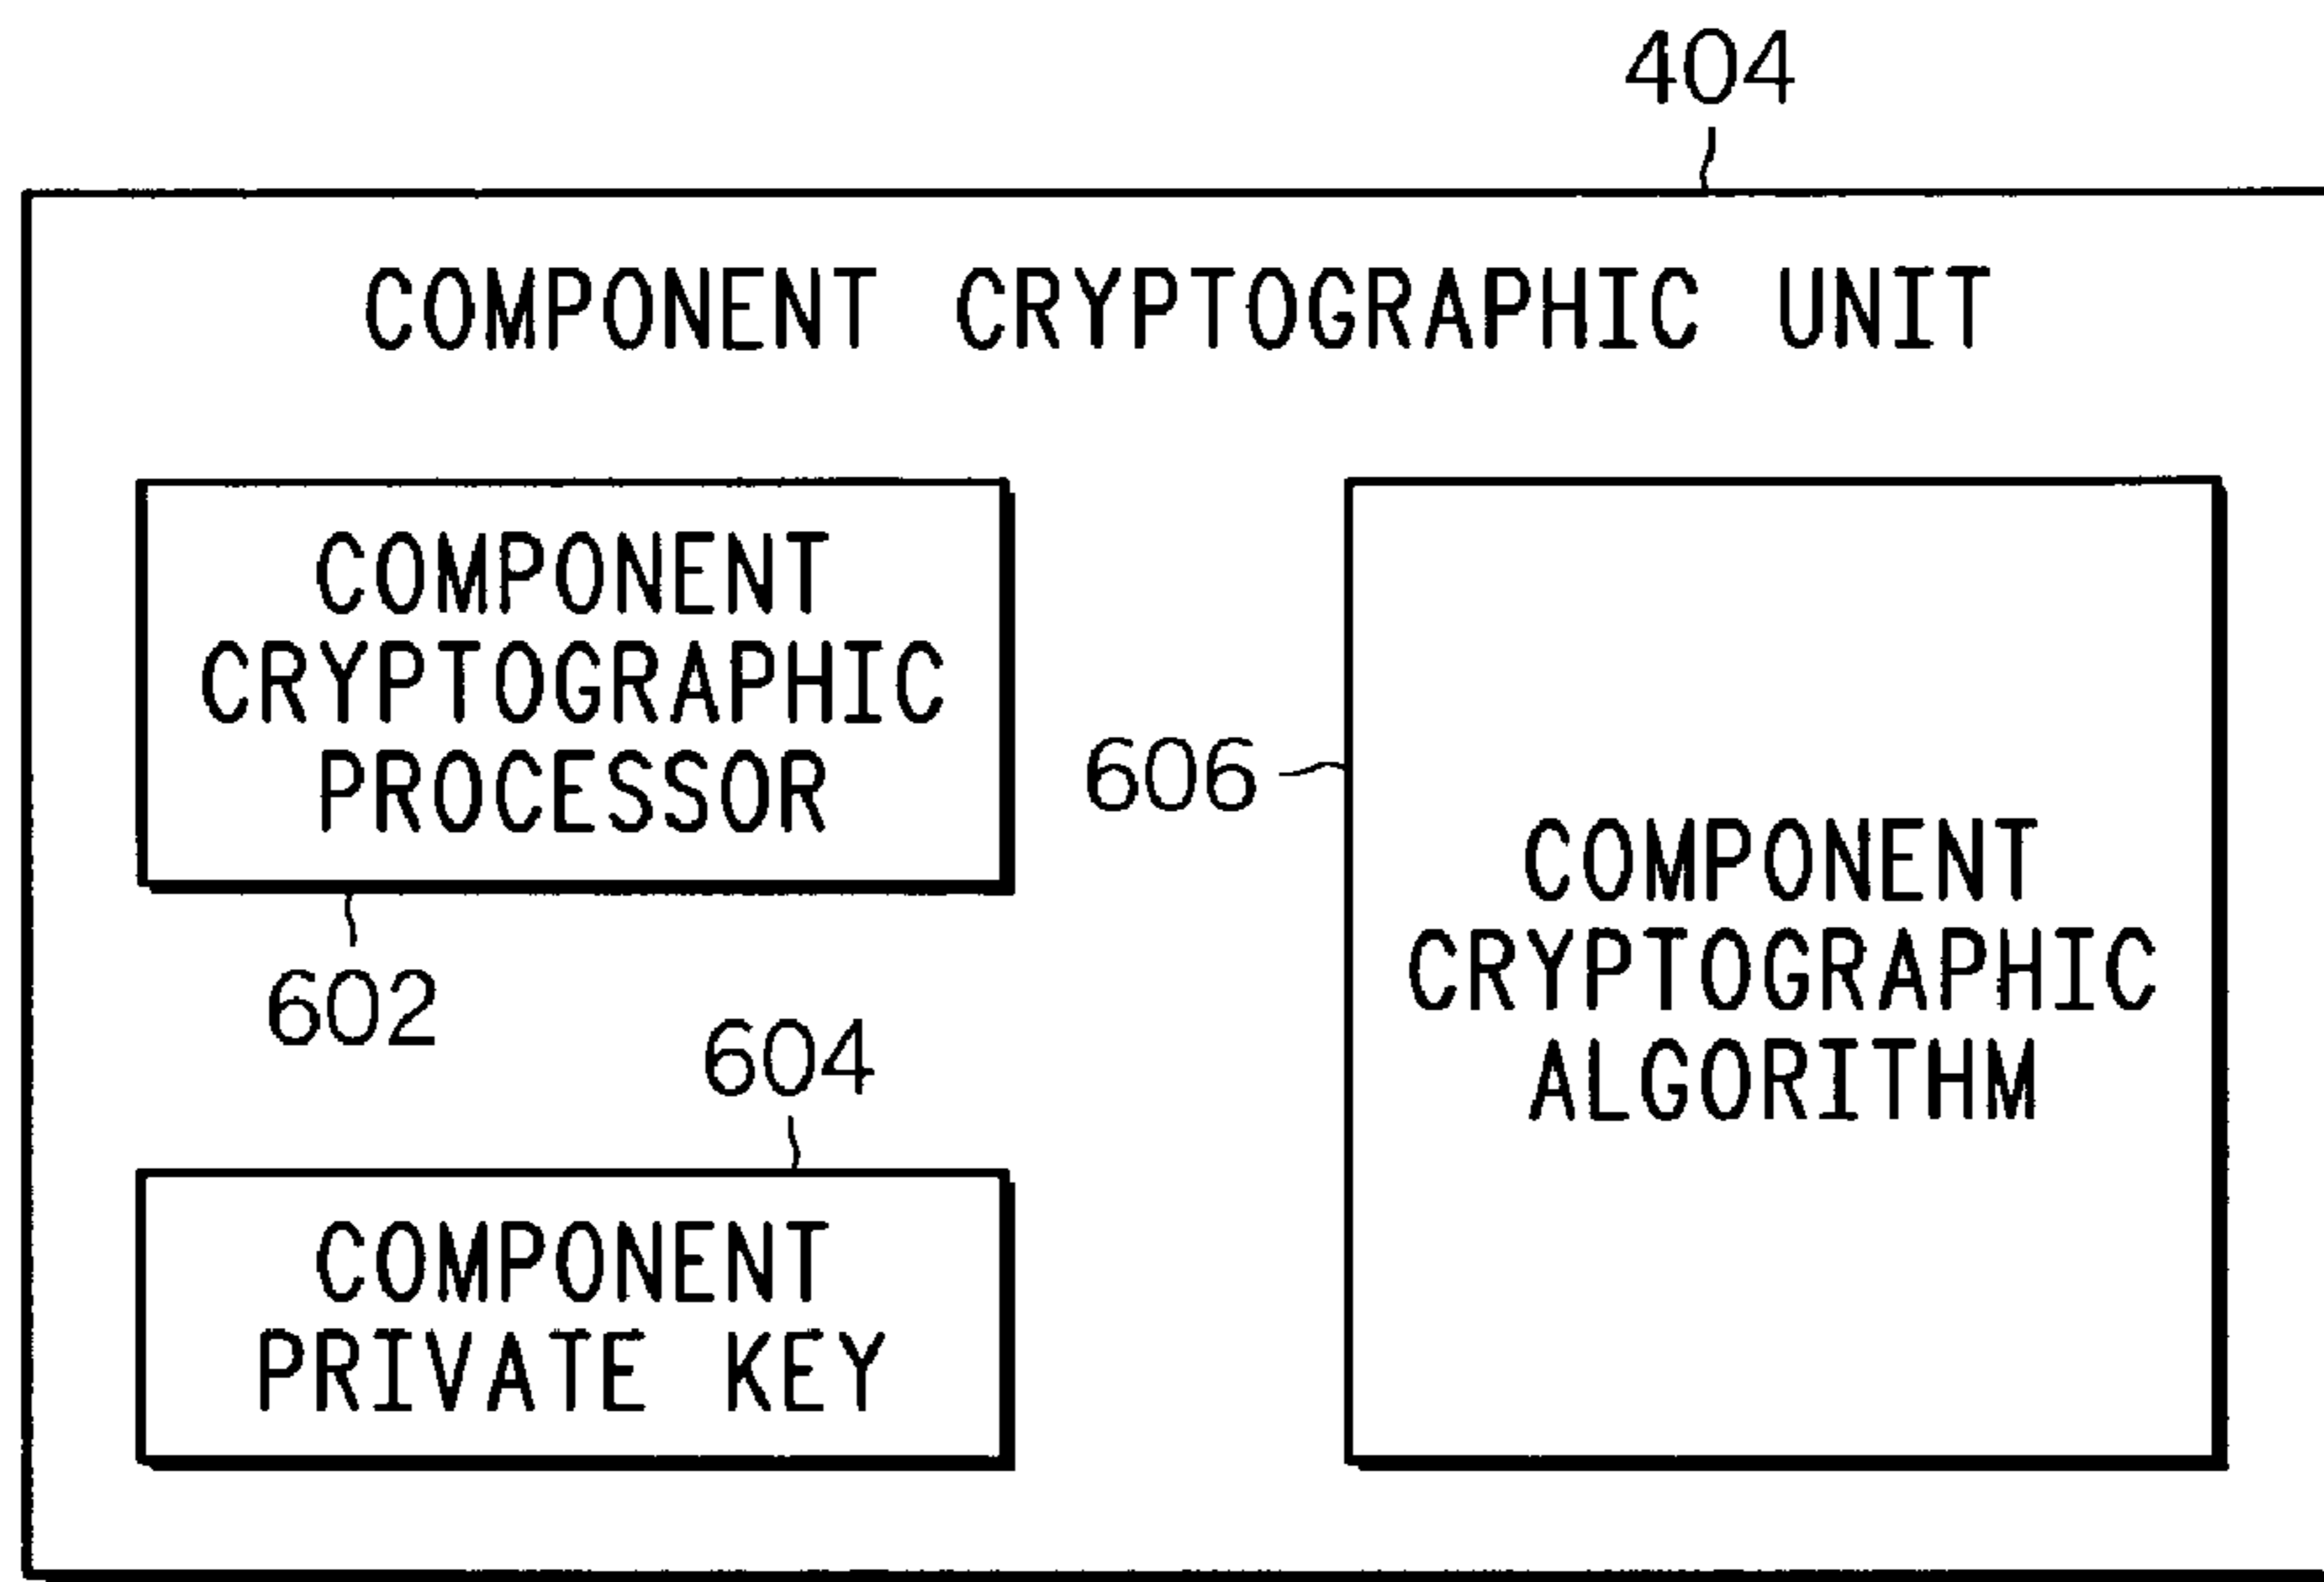 404
COMPONENT CRYPTOGRAPHIC UNIT
COMPONENT
CRYPTOGRAPHIC
PROCESSOR
602
604
COMPONENT
PRIVATE KEY
606
COMPONENT
CRYPTOGRAPHIC
ALGORITHM